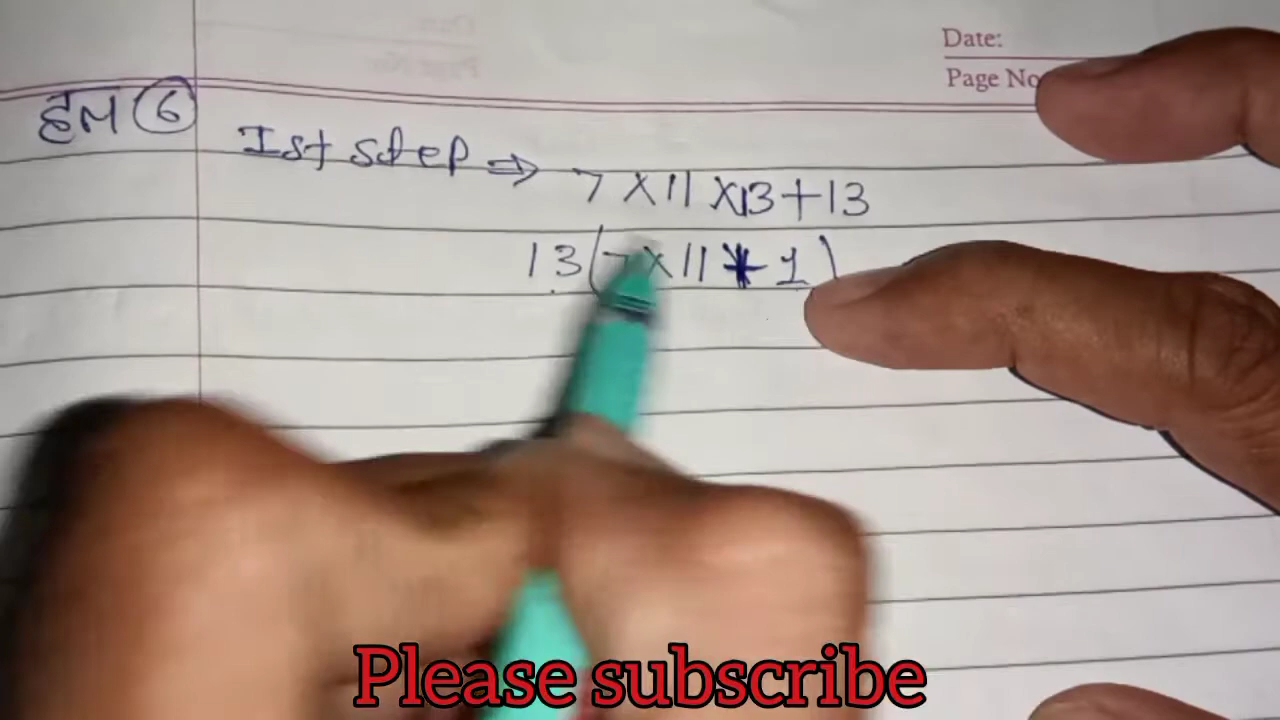 Date:
Page No
हल 6
Ist step ⇒ 7 X 11 X 13 + 13
13 ( 7 X 11 + 1 )
Please subscribe